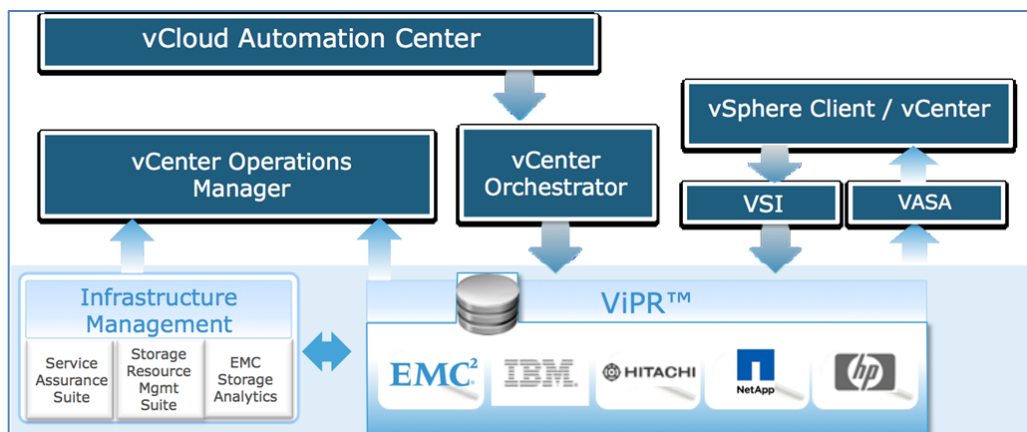 vCloud Automation Center
vSphere Client / vCenter
vCenter Operations
Manager
vCenter
Orchestrator
VSI
VASA
Infrastructure
Management
Service
Assurance
Suite
Storage
Resource
Mgmt
Suite
EMC
Storage
Analytics
ViPR™
EMC²
IBM
HITACHI
NetApp
hp